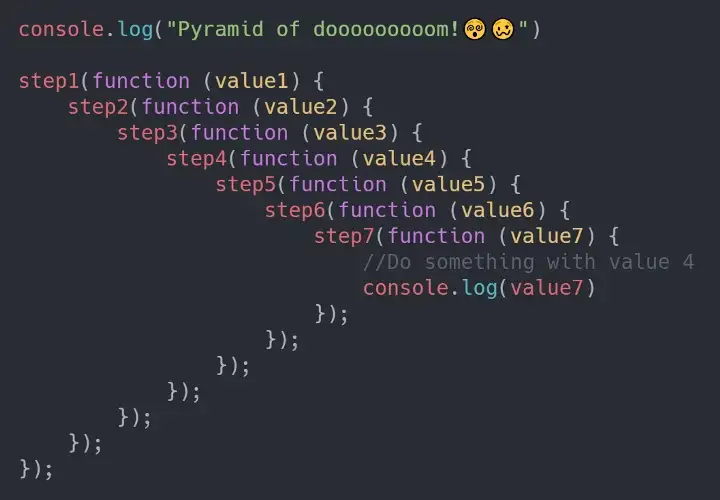 console.log("Pyramid of dooooooooom!😵🥴")
step1(function (value1) {
step2(function (value2) {
step3(function (value3) {
step4(function (value4) {
step5(function (value5) {
step6(function (value6) {
step7(function (value7) {
//Do something with value 4
console.log(value7)
});
});
});
});
});
});
});